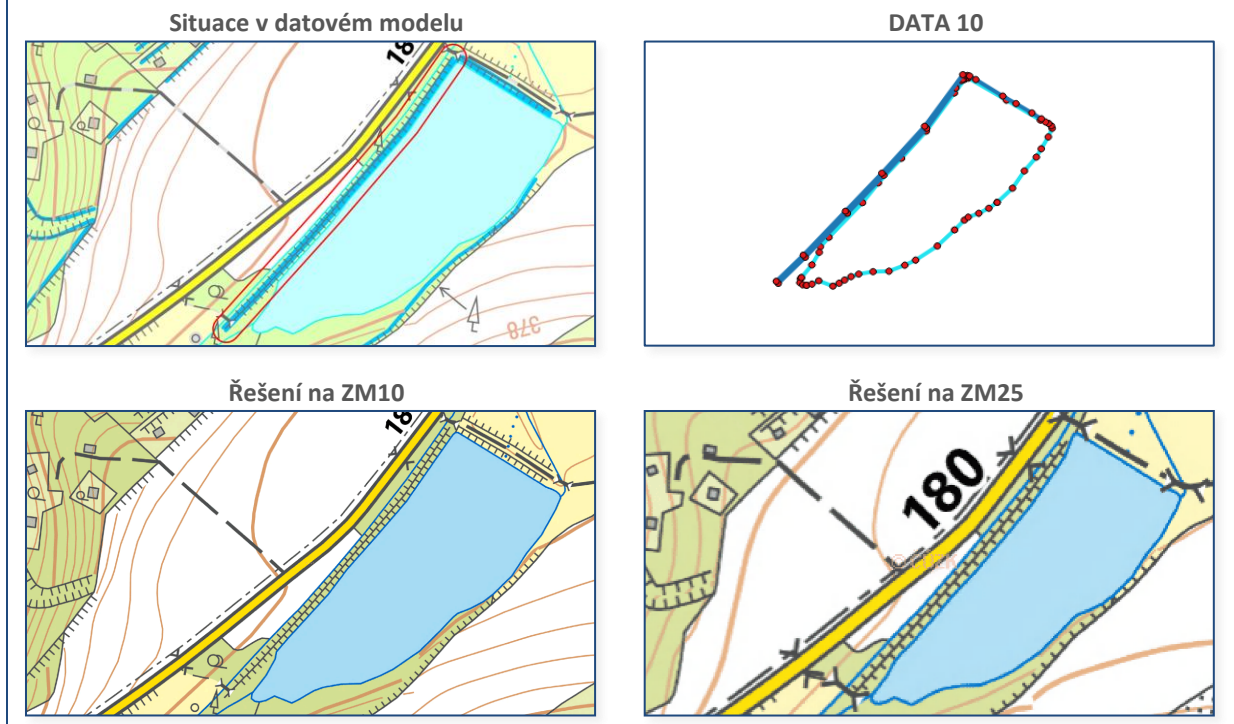 Situace v datovém modelu
DATA 10
18
378
Řešení na ZM10
Řešení na ZM25
18
180